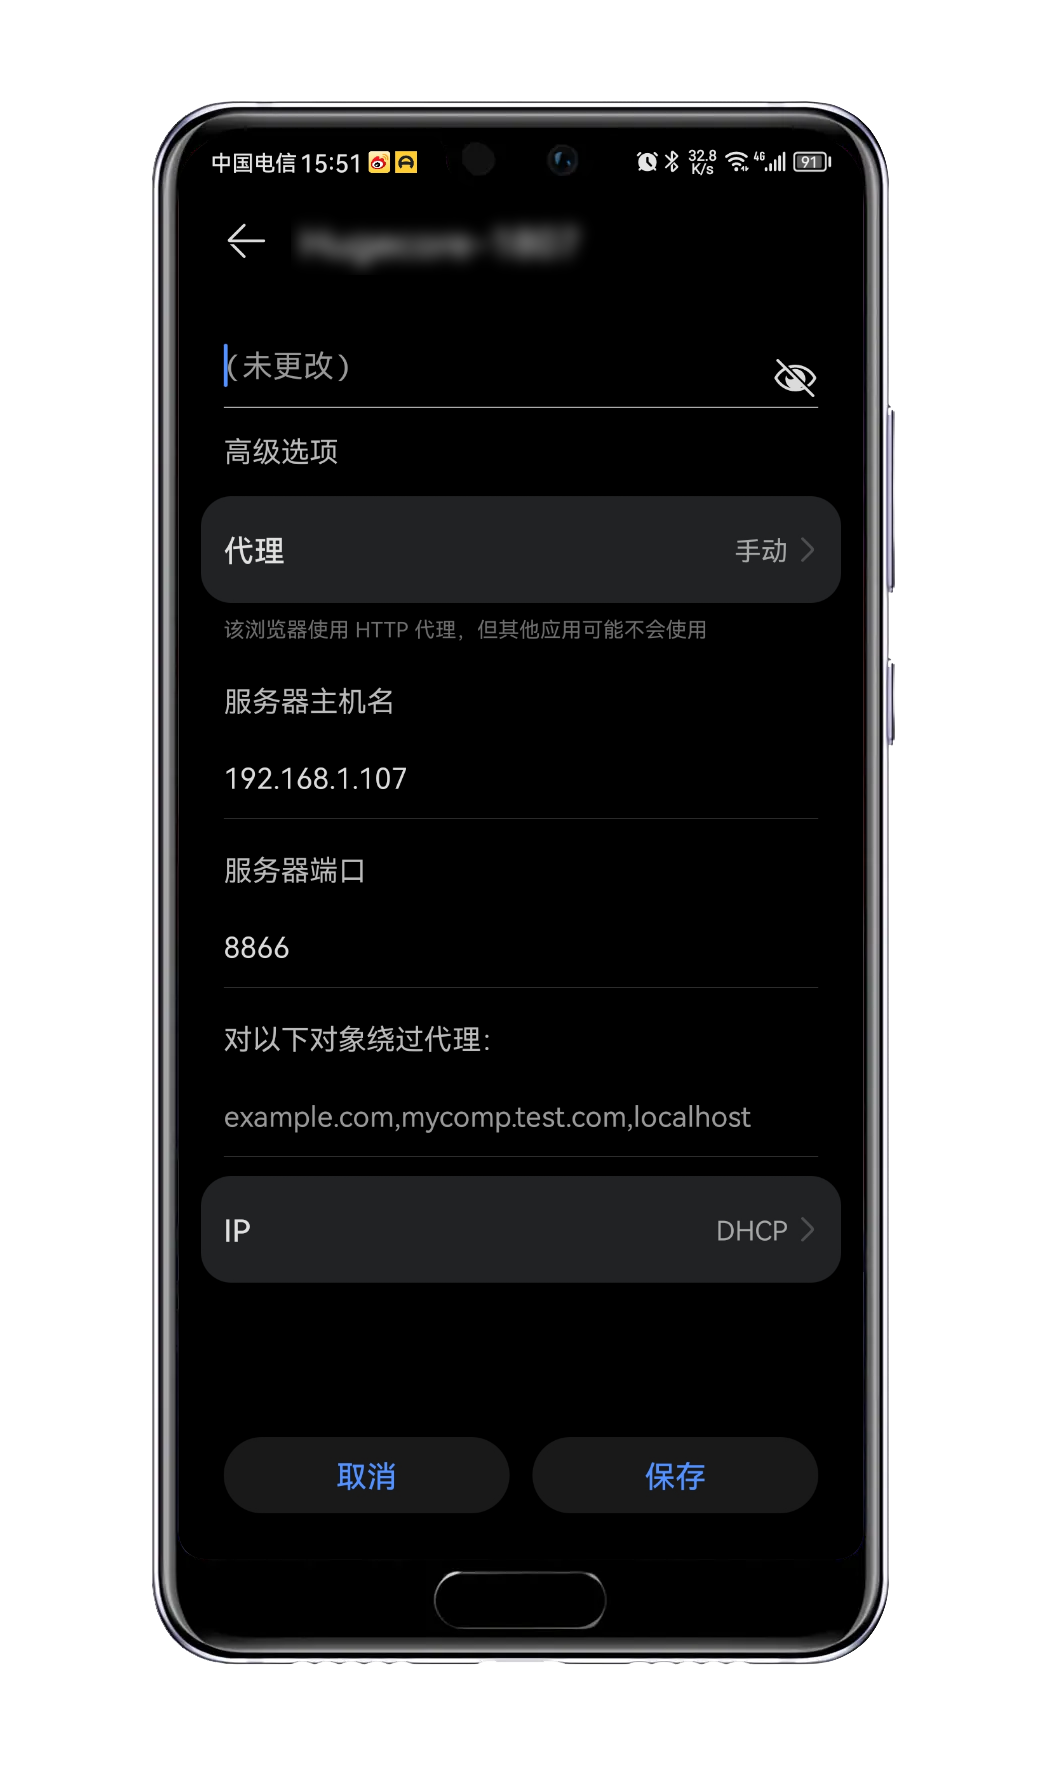 中国电信 15:51 32.8 K/s 4G 91
(未更改)
高级选项
代理 手动
该浏览器使用 HTTP 代理，但其他应用可能不会使用
服务器主机名
192.168.1.107
服务器端口
8866
对以下对象绕过代理：
example.com,mycomp.test.com,localhost
IP DHCP
取消 保存